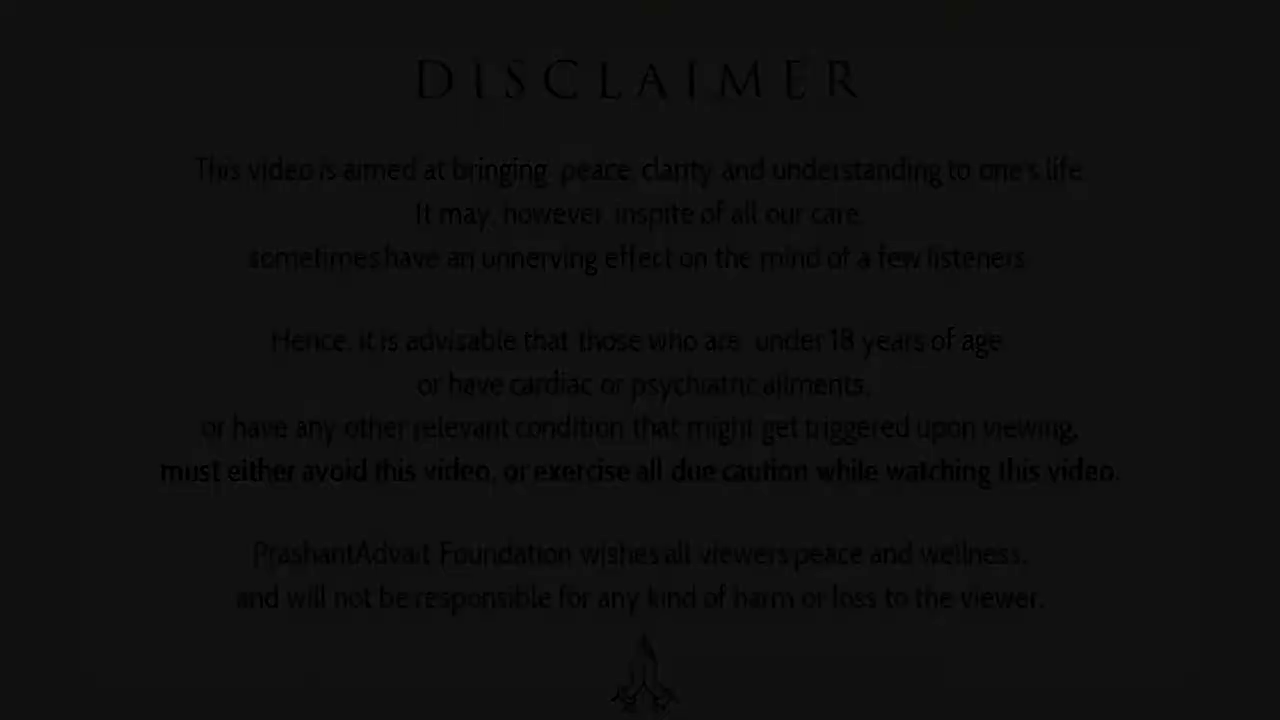 DISCLAIMER
This video is aimed at bringing peace, clarity and understanding to one's life.
It may, however, inspite of all our care,
sometimes have an unnerving effect on the mind of a few listeners.
Hence, it is advisable that those who are under 18 years of age
or have cardiac or psychiatric ailments,
or have any other relevant condition that might get triggered upon viewing,
must either avoid this video, or exercise all due caution while watching this video.
PrashantAdvait Foundation wishes all viewers peace and wellness,
and will not be responsible for any kind of harm or loss to the viewer.